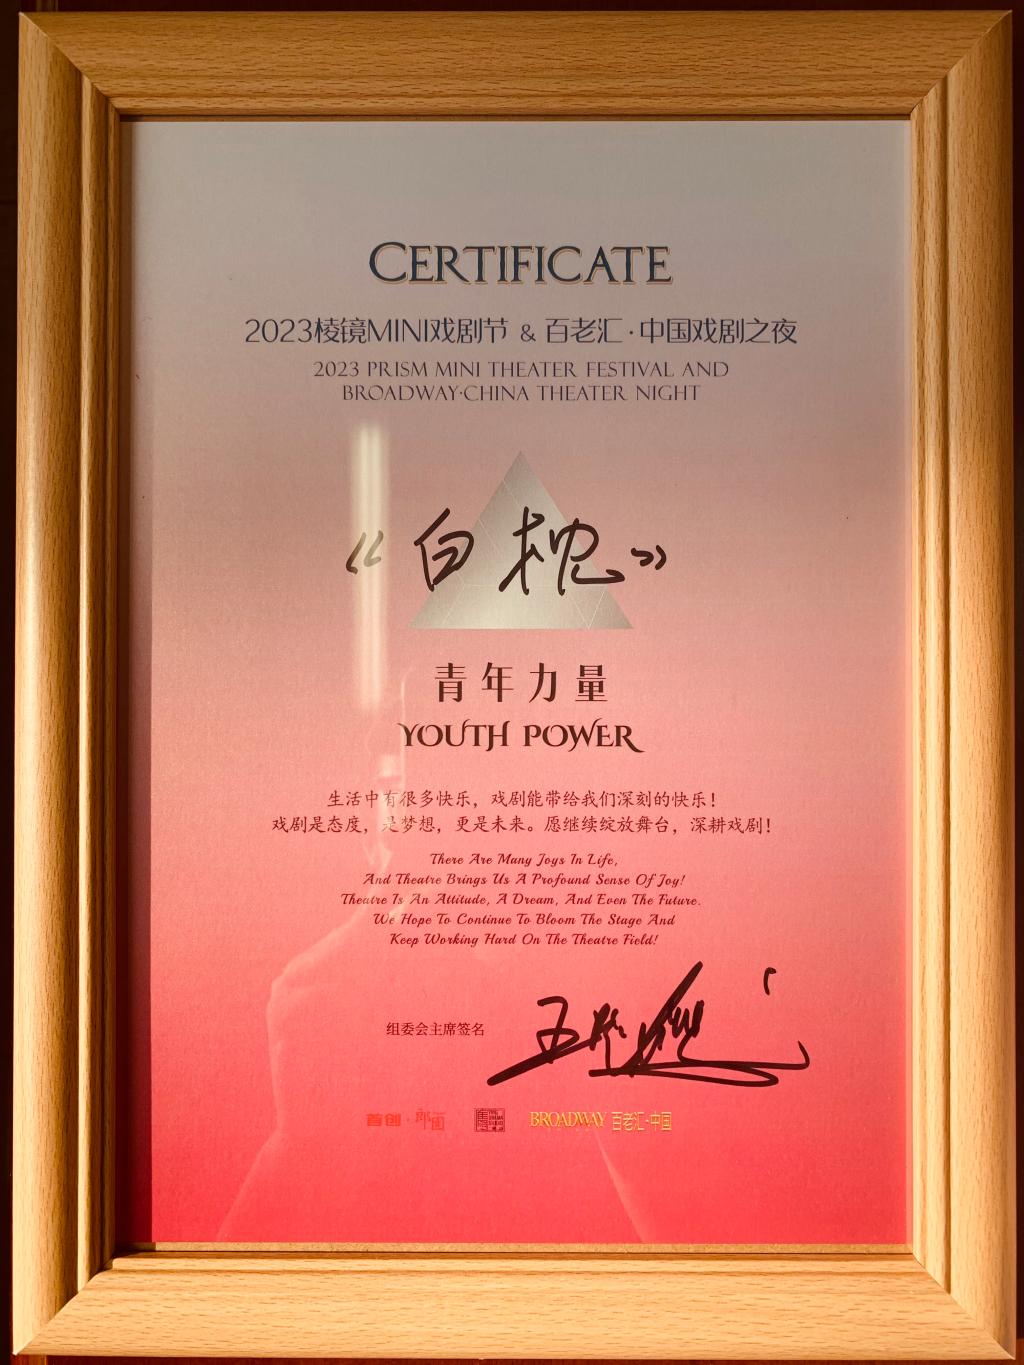 CERTIFICATE
2023棱镜MINI戏剧节 & 百老汇·中国戏剧之夜
2023 PRISM MINI THEATER FESTIVAL AND
BROADWAY·CHINA THEATER NIGHT
《白枕》
青年力量
YOUTH POWER
生活中有很多快乐，戏剧能带给我们深刻的快乐！
戏剧是态度，是梦想，更是未来。愿继续绽放舞台，深耕戏剧！
There Are Many Joys In Life,
And Theatre Brings Us A Profound Sense Of Joy!
Theatre Is An Attitude, A Dream, And Even The Future.
We Hope To Continue To Bloom The Stage And
Keep Working Hard On The Theatre Field!
组委会主席签名
首创·郎园
BROADWAY 百老汇·中国